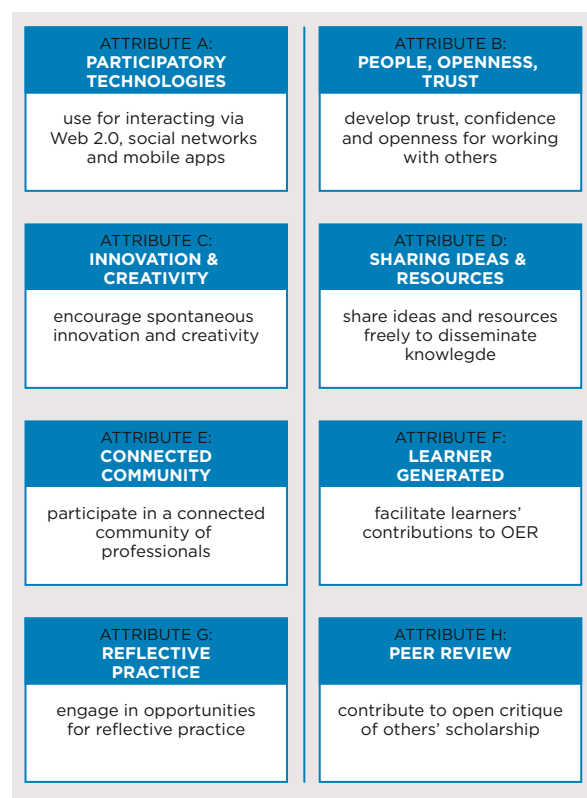 ATTRIBUTE A:
PARTICIPATORY
TECHNOLOGIES
use for interacting via
Web 2.0, social networks
and mobile apps
ATTRIBUTE B:
PEOPLE, OPENNESS,
TRUST
develop trust, confidence
and openness for working
with others
ATTRIBUTE C:
INNOVATION &
CREATIVITY
encourage spontaneous
innovation and creativity
ATTRIBUTE D:
SHARING IDEAS &
RESOURCES
share ideas and resources
freely to disseminate
knowlegde
ATTRIBUTE E:
CONNECTED
COMMUNITY
participate in a connected
community of
professionals
ATTRIBUTE F:
LEARNER
GENERATED
facilitate learners’
contributions to OER
ATTRIBUTE G:
REFLECTIVE
PRACTICE
engage in opportunities
for reflective practice
ATTRIBUTE H:
PEER REVIEW
contribute to open critique
of others’ scholarship